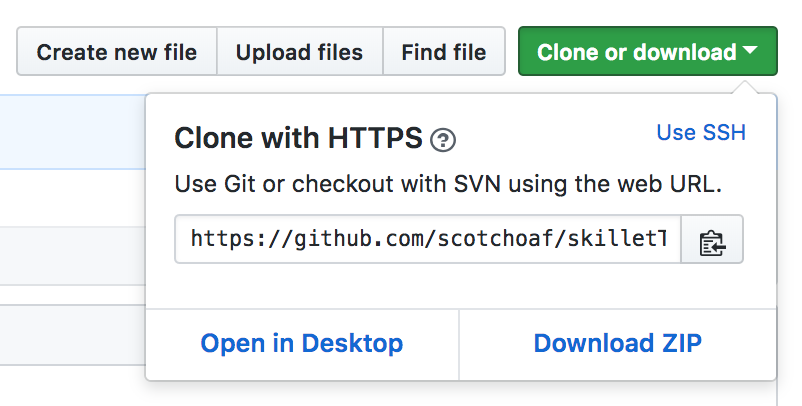 Create new file Upload files Find file Clone or download
Clone with HTTPS ? Use SSH
Use Git or checkout with SVN using the web URL.
https://github.com/scotchoaf/skilletT
Open in Desktop Download ZIP